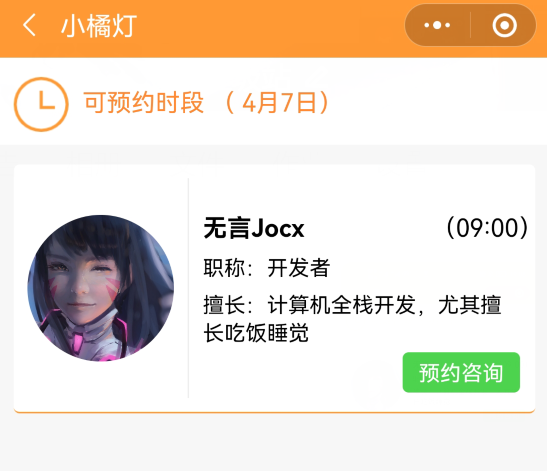 小橘灯
可预约时段 （ 4月7日）
无言Jocx （09:00）
职称：开发者
擅长：计算机全栈开发，尤其擅
长吃饭睡觉
预约咨询